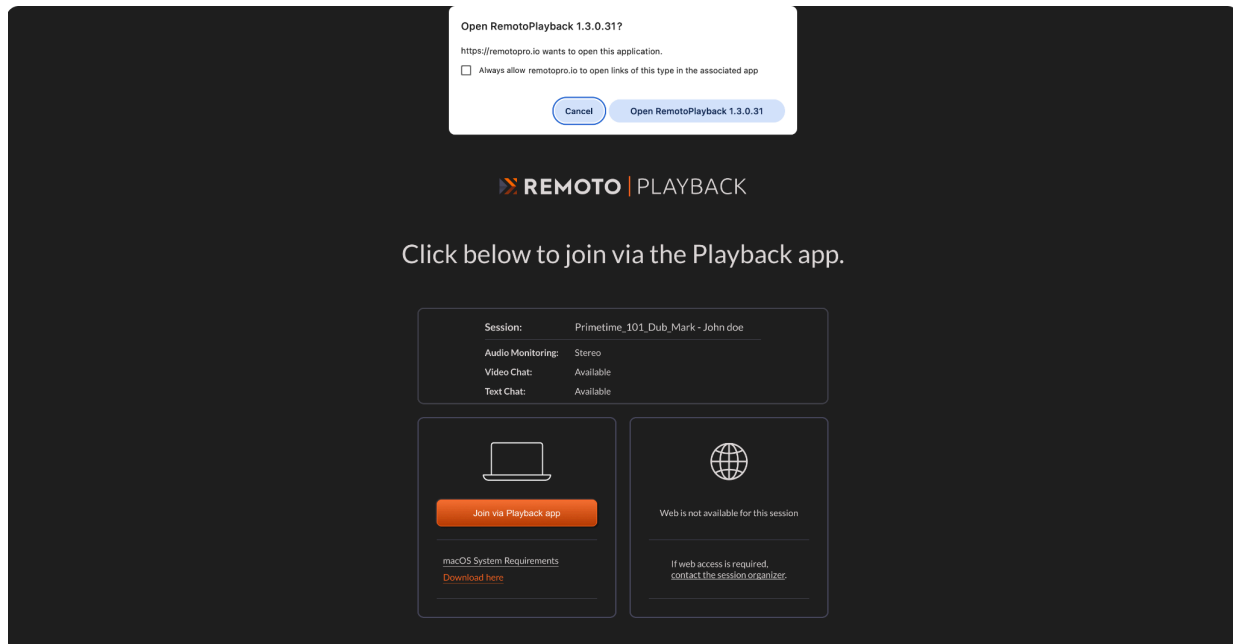 Open RemotoPlayback 1.3.0.31?
https://remotopro.io wants to open this application.
Always allow remotopro.io to open links of this type in the associated app
Cancel
Open RemotoPlayback 1.3.0.31
REMOTO | PLAYBACK
Click below to join via the Playback app.
Session: Primetime_101_Dub_Mark - John doe
Audio Monitoring: Stereo
Video Chat: Available
Text Chat: Available
Join via Playback app
macOS System Requirements
Download here
Web is not available for this session
If web access is required,
contact the session organizer.